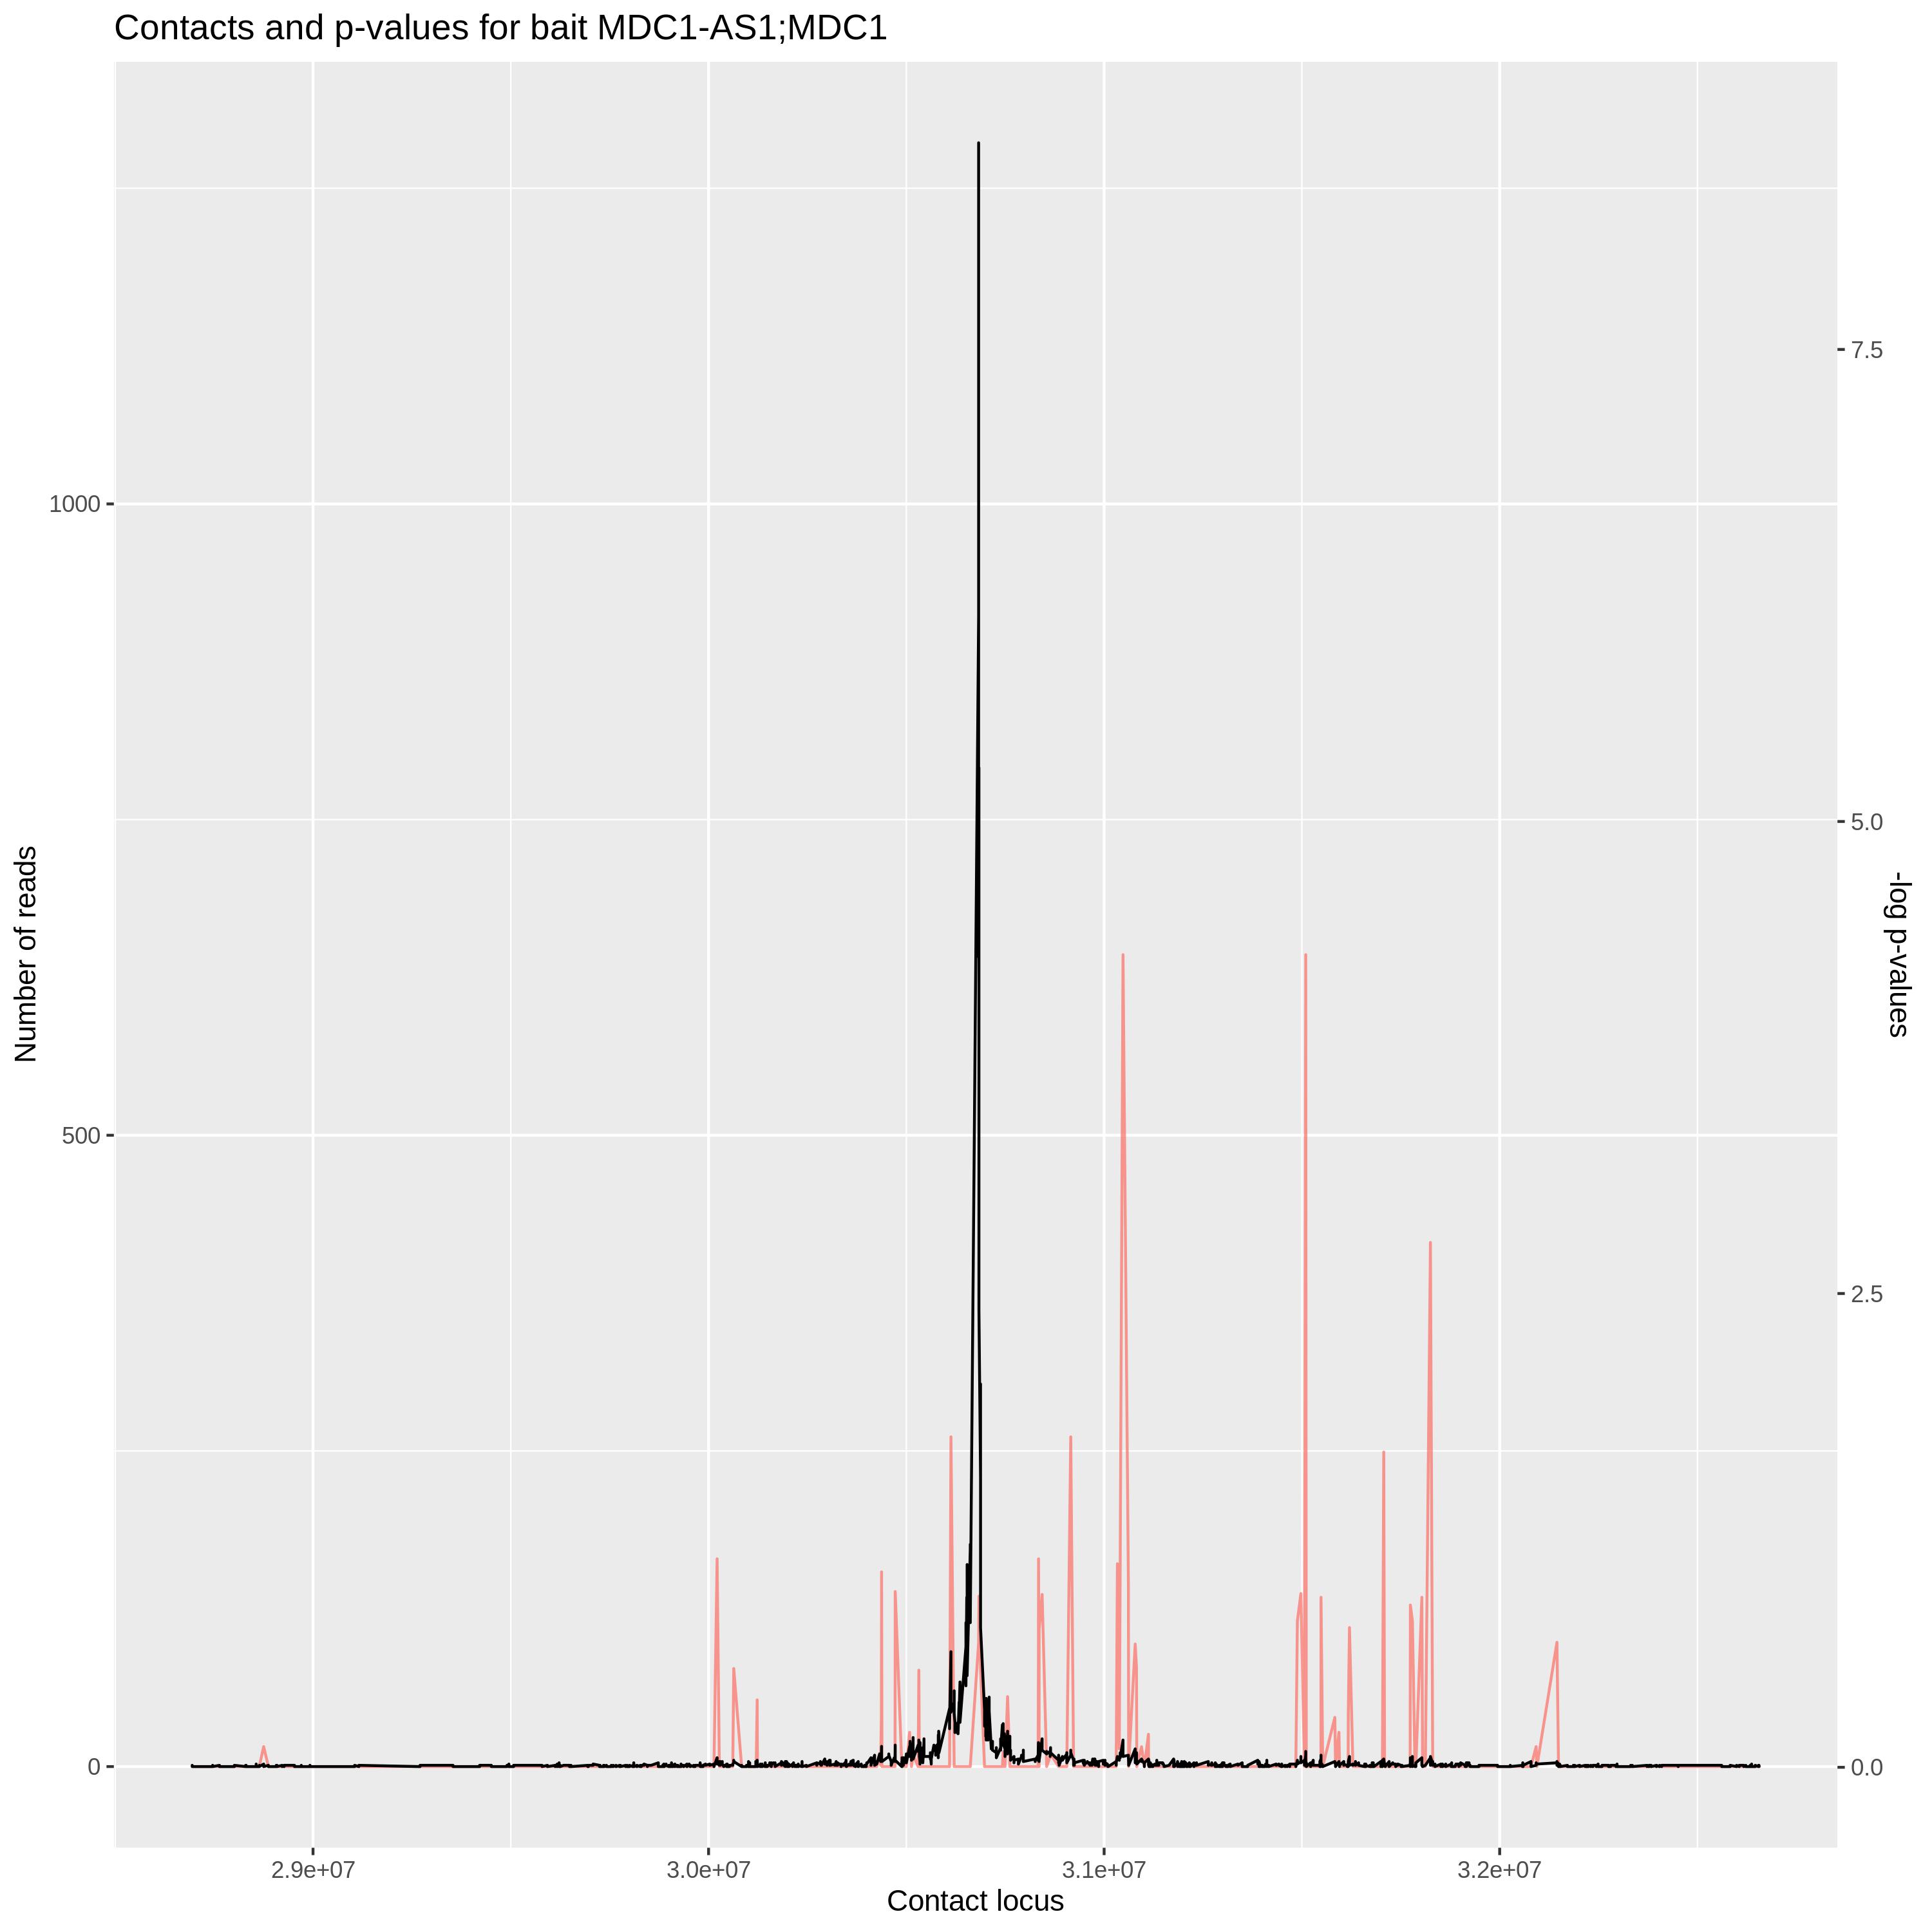 Contacts and p-values for bait MDC1-AS1;MDC1
Number of reads
1000
500
0
7.5
5.0
2.5
0.0
-log p-values
2.9e+07
3.0e+07
3.1e+07
3.2e+07
Contact locus